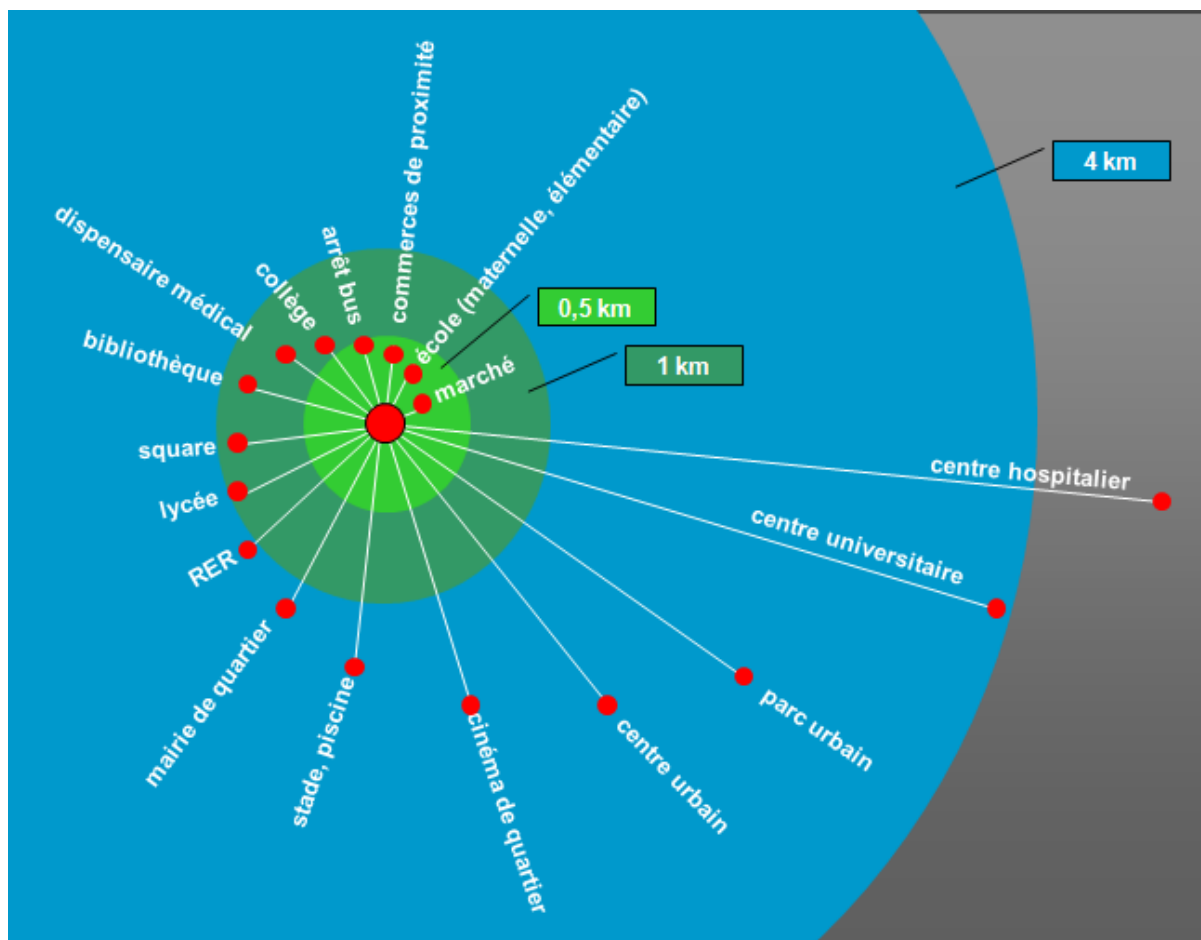 commerces de proximité
école (maternelle, élémentaire)
4 km
dispensaire médical
arrêt bus
collège
0,5 km
bibliothèque
1 km
marché
square
centre hospitalier
lycée
centre universitaire
RER
mairie de quartier
stade, piscine
cinéma de quartier
centre urbain
parc urbain